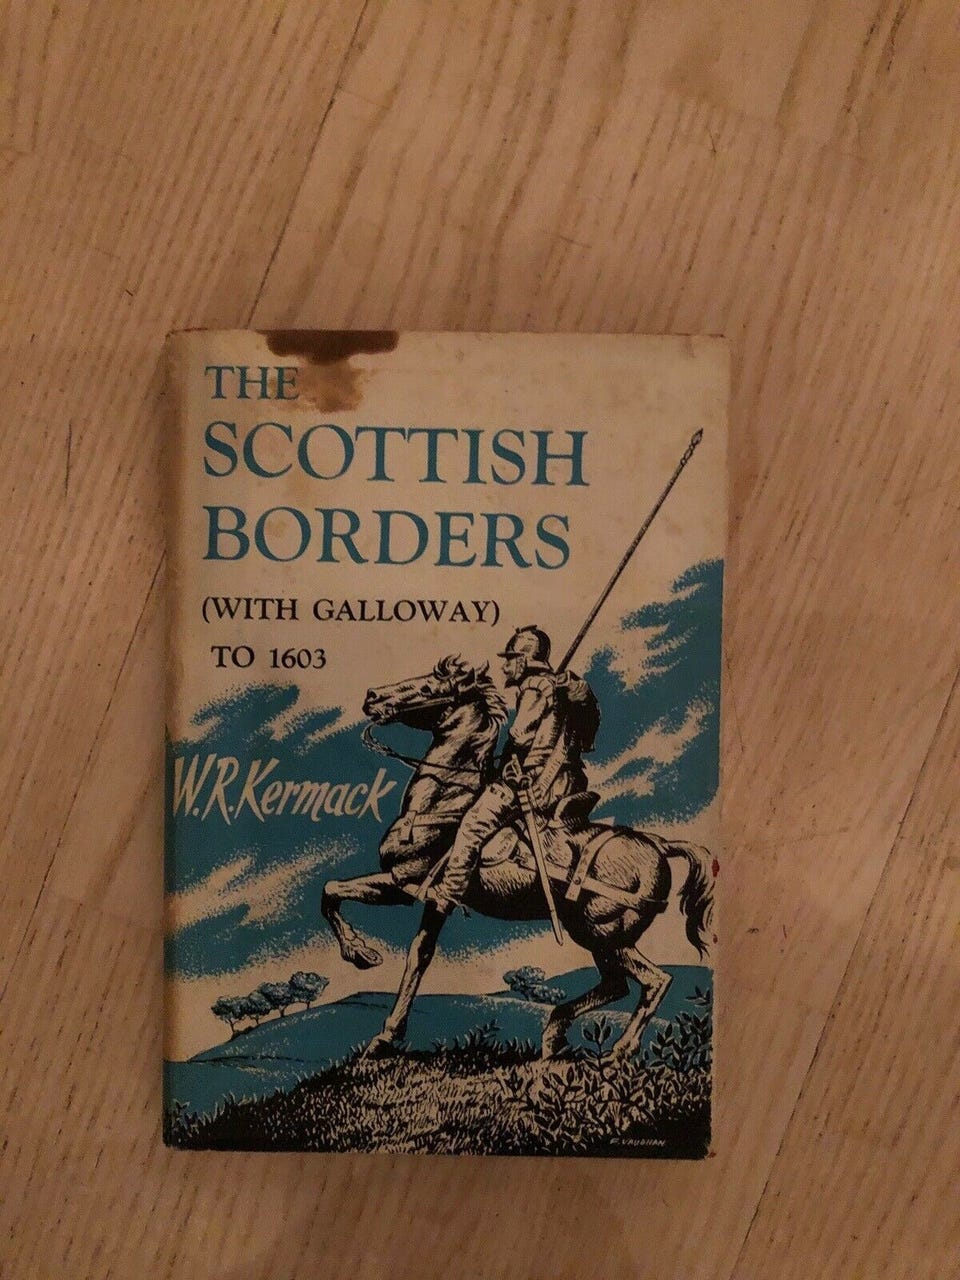 THE
SCOTTISH
BORDERS
(WITH GALLOWAY)
TO 1603
W.R.Kermack
F. VAUGHAN